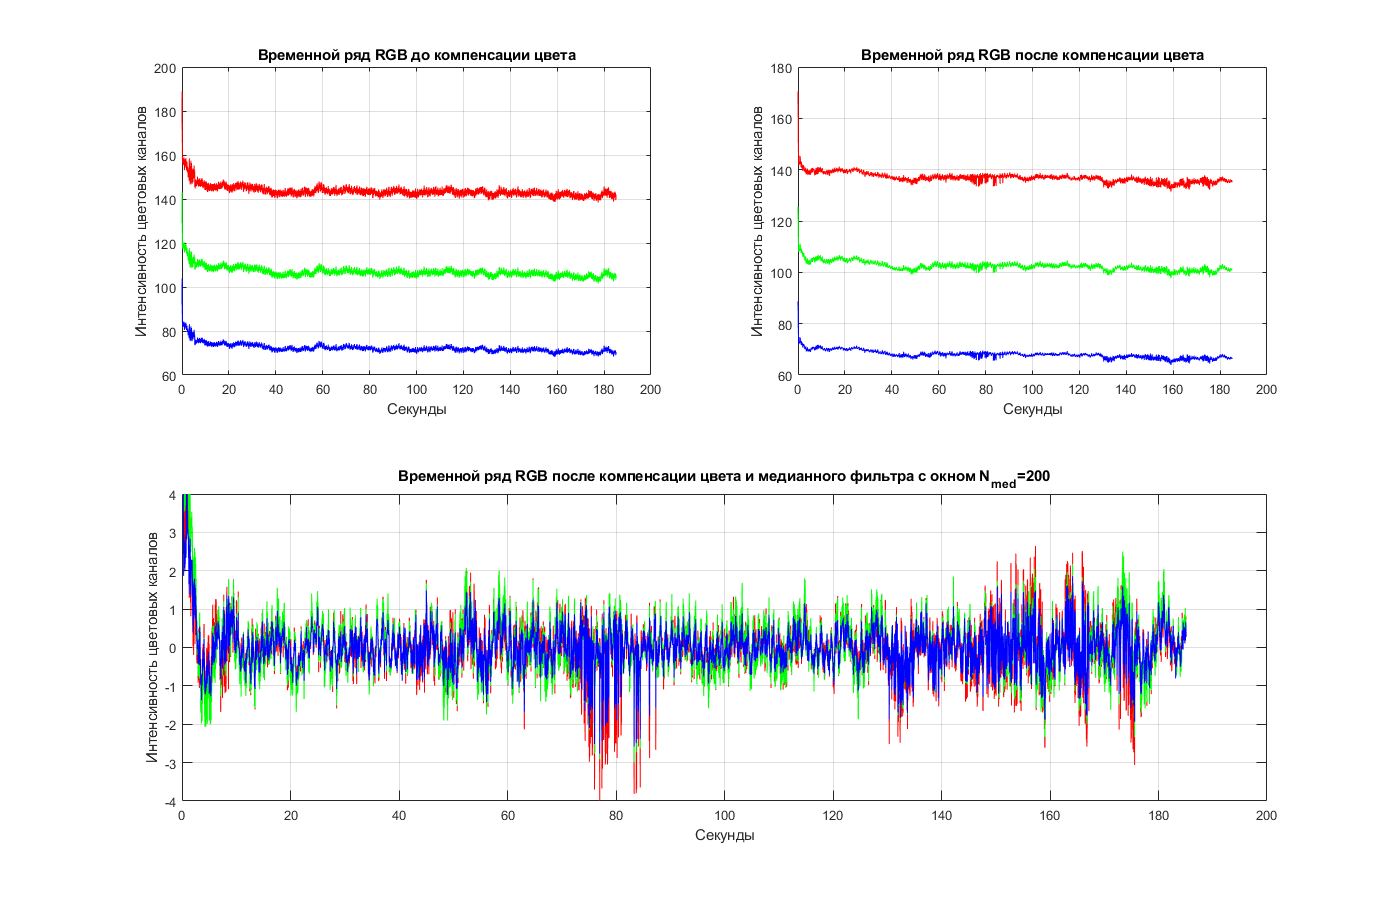 Временной ряд RGB до компенсации цвета
Интенсивность цветовых каналов
200
180
160
140
120
100
80
60
0 20 40 60 80 100 120 140 160 180 200
Секунды
Временной ряд RGB после компенсации цвета
Интенсивность цветовых каналов
180
160
140
120
100
80
60
0 20 40 60 80 100 120 140 160 180 200
Секунды
Временной ряд RGB после компенсации цвета и медианного фильтра с окном N_med=200
Интенсивность цветовых каналов
4
3
2
1
0
-1
-2
-3
-4
0 20 40 60 80 100 120 140 160 180 200
Секунды